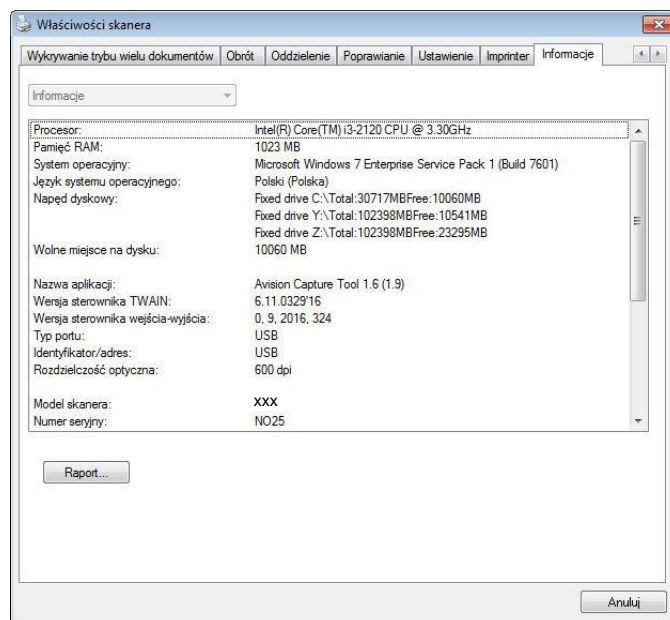 Właściwości skanera
Wykrywanie trybu wielu dokumentów Obrót Oddzielenie Poprawianie Ustawienie Imprinter Informacje
Informacje
Procesor: Intel(R) Core(TM) i3-2120 CPU @ 3.30GHz
Pamięć RAM: 1023 MB
System operacyjny: Microsoft Windows 7 Enterprise Service Pack 1 (Build 7601)
Język systemu operacyjnego: Polski (Polska)
Napęd dyskowy: Fixed drive C:\Total:30717MBFree:10060MB
Fixed drive Y:\Total:102398MBFree:10541MB
Fixed drive Z:\Total:102398MBFree:23295MB
Wolne miejsce na dysku: 10060 MB
Nazwa aplikacji: Avision Capture Tool 1.6 (1.9)
Wersja sterownika TWAIN: 6.11.0329'16
Wersja sterownika wejścia-wyjścia: 0, 9, 2016, 324
Typ portu: USB
Identyfikator/adres: USB
Rozdzielczość optyczna: 600 dpi
Model skanera: XXX
Numer seryjny: NO25
Raport...
Anuluj